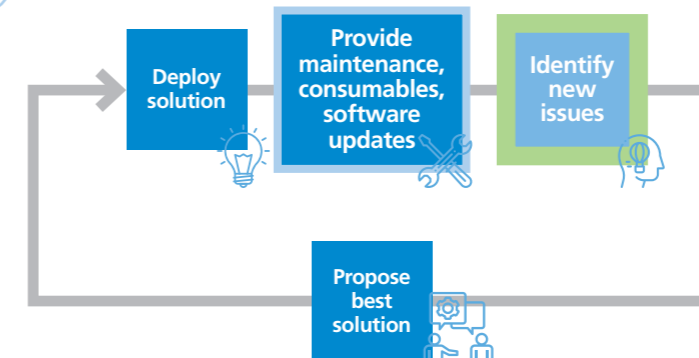 Deploy
solution
Provide
maintenance,
consumables,
software
updates
Identify
new
issues
Propose
best
solution